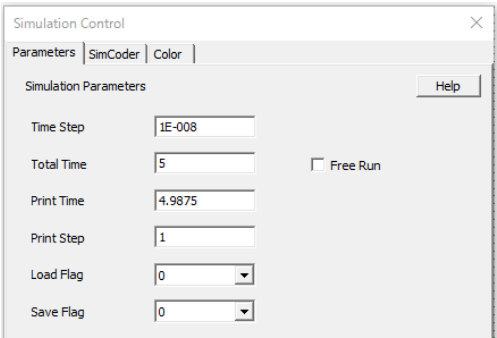 Simulation Control
Parameters SimCoder Color
Simulation Parameters Help
Time Step 1E-008
Total Time 5 Free Run
Print Time 4.9875
Print Step 1
Load Flag 0
Save Flag 0